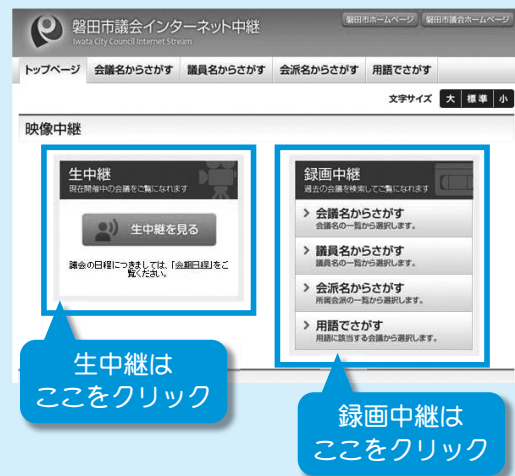 磐田市議会インターネット中継
Iwata City Council Internet Stream
磐田市ホームページ
磐田市議会ホームページ
トップページ 会議名からさがす 議員名からさがす 会派名からさがす 用語でさがす
文字サイズ 大 標準 小
映像中継
生中継
現在開催中の会議をご覧になれます
生中継を見る
議会の日程につきましては、「会期日程」をご
覧ください。
録画中継
過去の会議を検索してご覧になれます
会議名からさがす
会議名の一覧から選択します。
議員名からさがす
議員名の一覧から選択します。
会派名からさがす
所属会派の一覧から選択します。
用語でさがす
用語に該当する会議から選択します。
生中継は
ここをクリック
録画中継は
ここをクリック